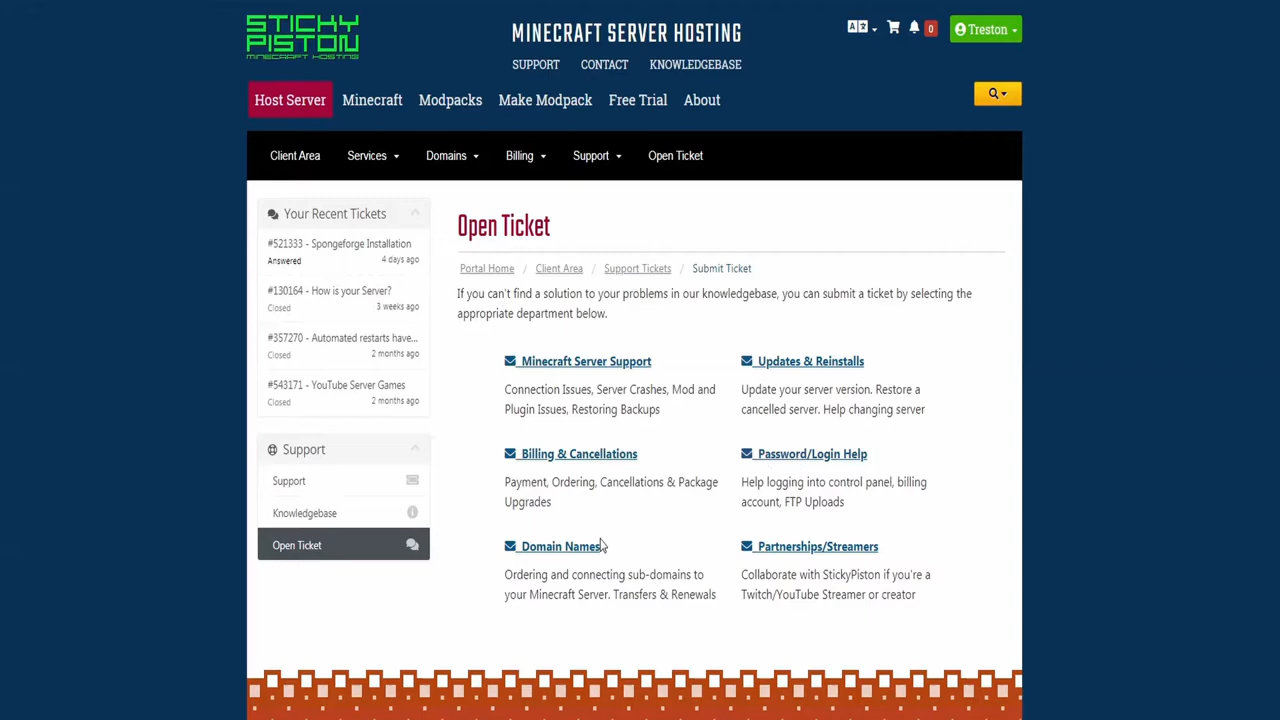 STICKY
PISTON
MINECRAFT HOSTING
MINECRAFT SERVER HOSTING
SUPPORT CONTACT KNOWLEDGEBASE
0
Treston
Host Server Minecraft Modpacks Make Modpack Free Trial About
Client Area Services Domains Billing Support Open Ticket
Your Recent Tickets
#521333 - Spongeforge Installation
Answered 4 days ago
#130164 - How is your Server?
Closed 3 weeks ago
#357270 - Automated restarts have...
Closed 2 months ago
#543171 - YouTube Server Games
Closed 2 months ago
Support
Support
Knowledgebase
Open Ticket
Open Ticket
Portal Home / Client Area / Support Tickets / Submit Ticket
If you can't find a solution to your problems in our knowledgebase, you can submit a ticket by selecting the
appropriate department below.
Minecraft Server Support
Connection Issues, Server Crashes, Mod and
Plugin Issues, Restoring Backups
Updates & Reinstalls
Update your server version. Restore a
cancelled server. Help changing server
Billing & Cancellations
Payment, Ordering, Cancellations & Package
Upgrades
Password/Login Help
Help logging into control panel, billing
account, FTP Uploads
Domain Names
Ordering and connecting sub-domains to
your Minecraft Server. Transfers & Renewals
Partnerships/Streamers
Collaborate with StickyPiston if you're a
Twitch/YouTube Streamer or creator